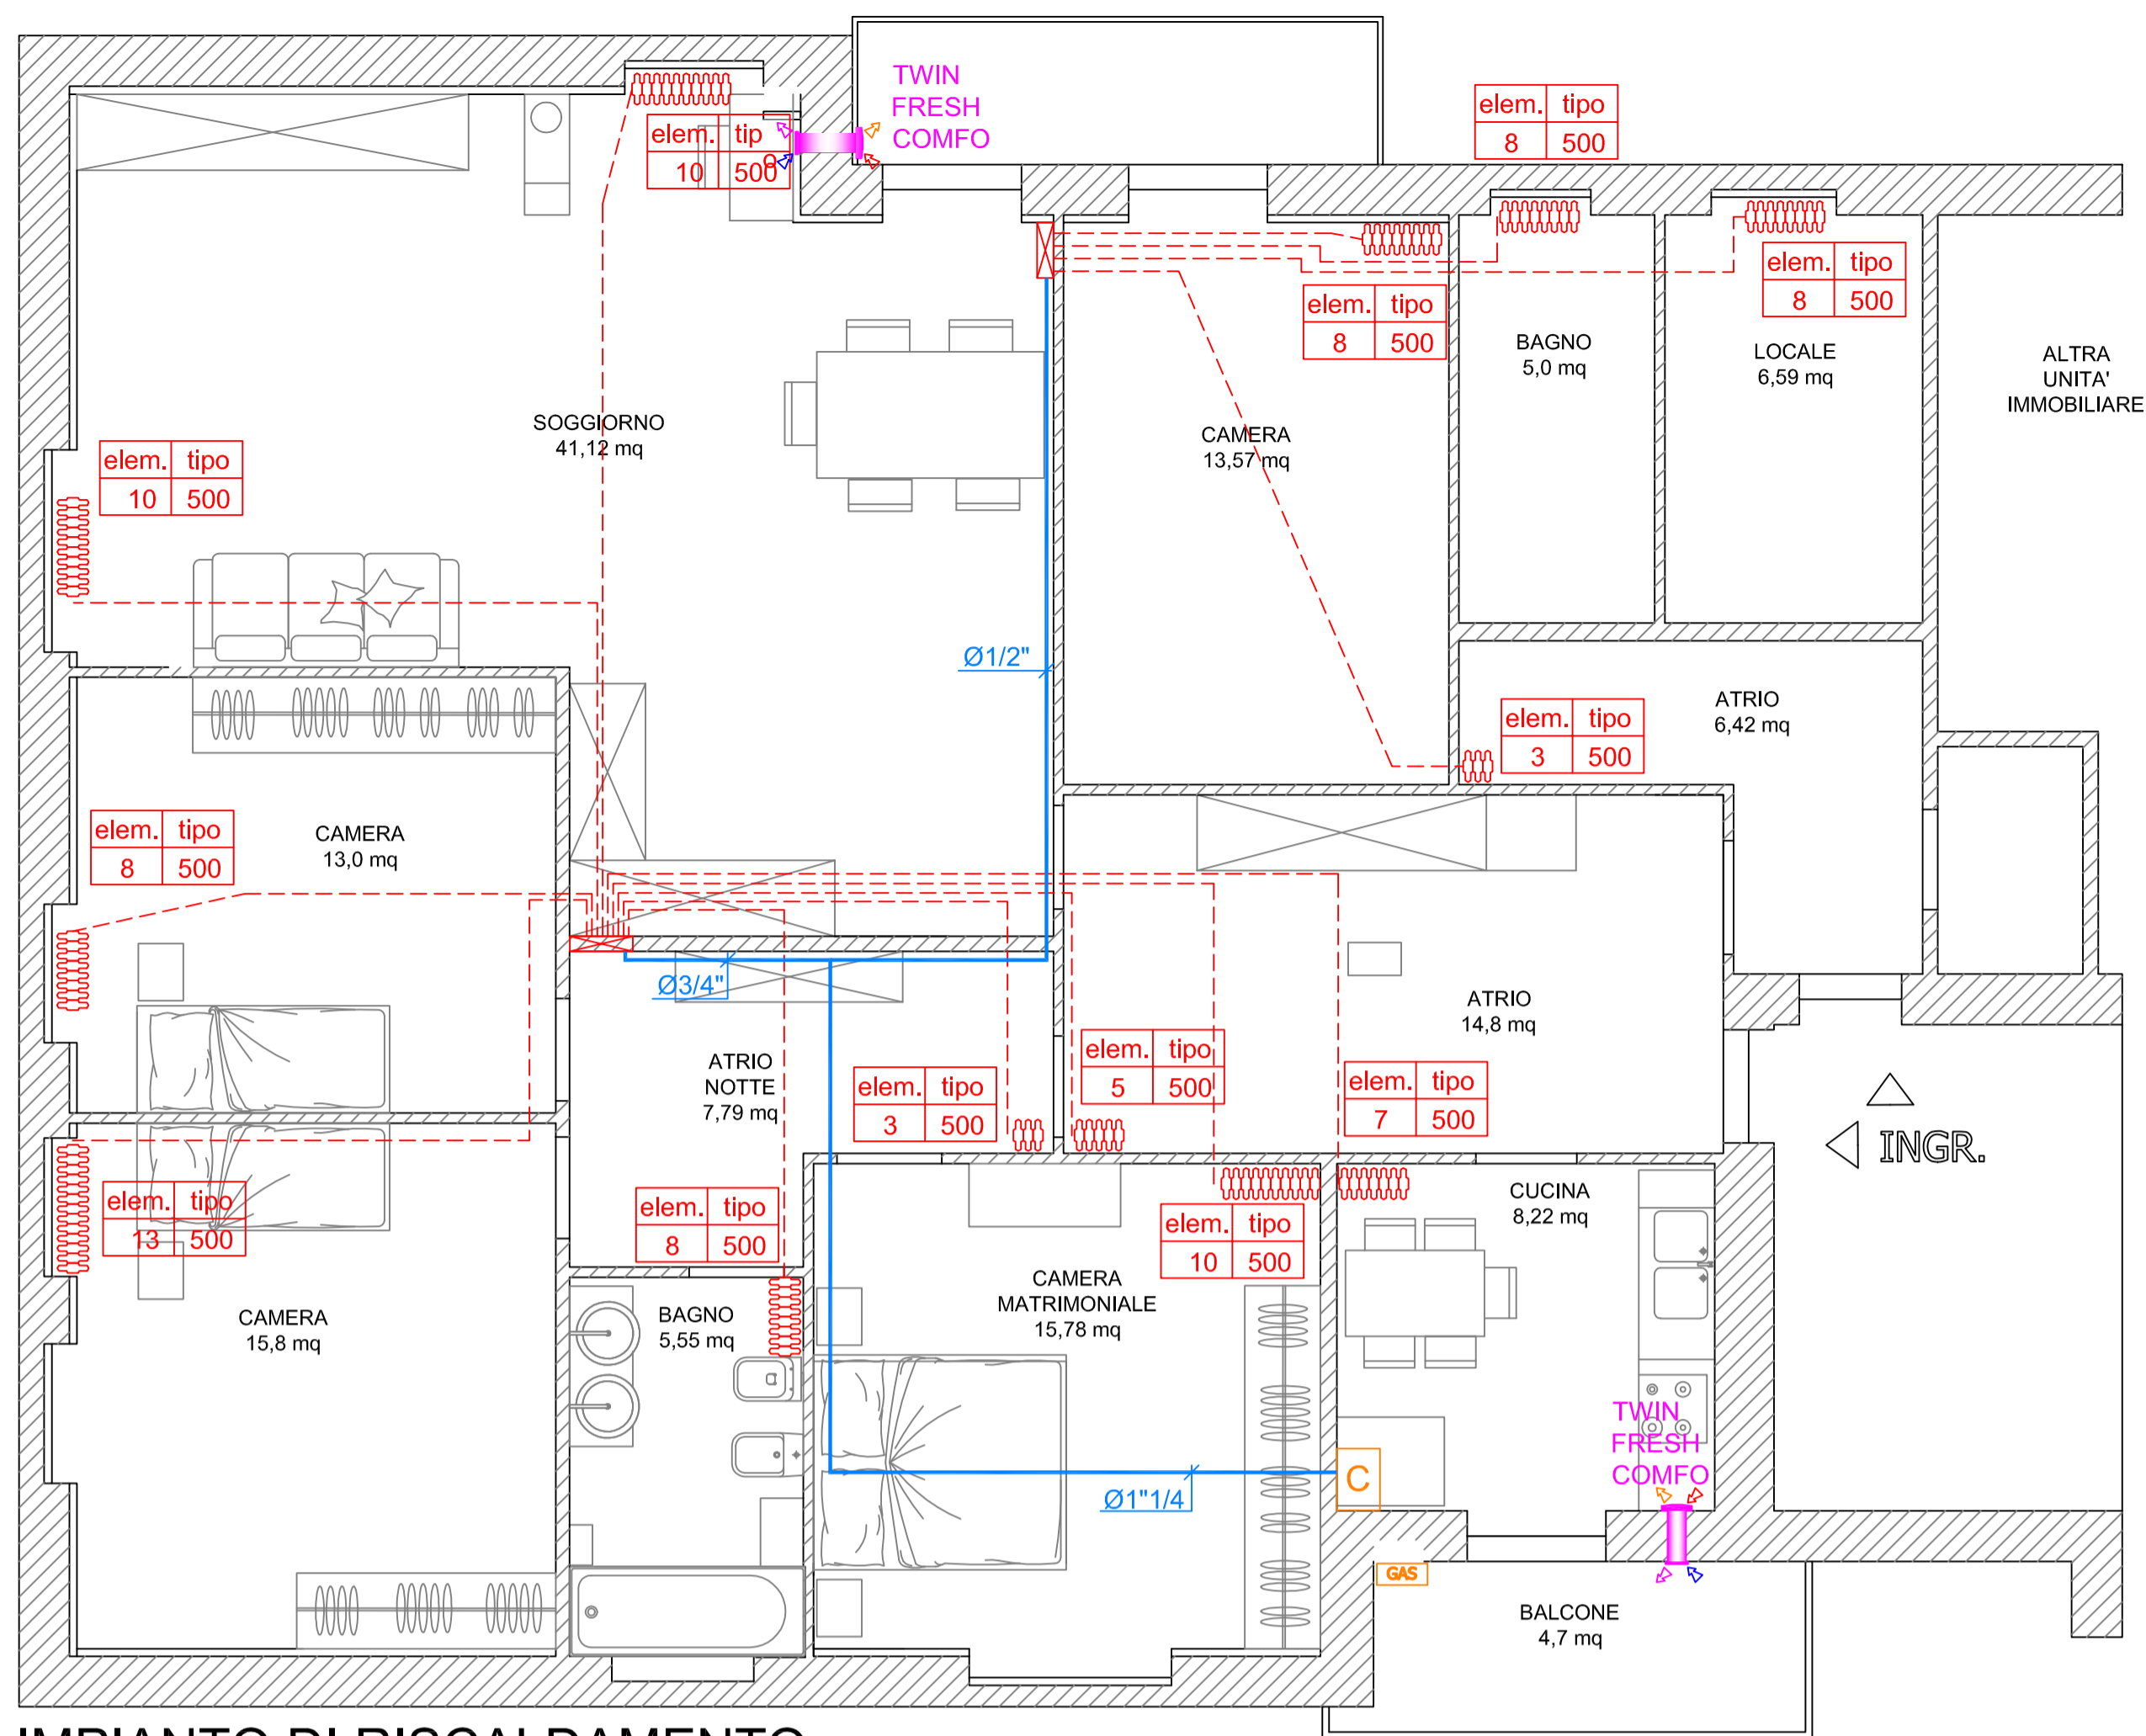 TWIN
FRESH
COMFO
elem. tip
o
10 500
elem. tipo
8 500
elem. tipo
8 500
elem. tipo
8 500
BAGNO
5,0 mq
LOCALE
6,59 mq
ALTRA
UNITA'
IMMOBILIARE
SOGGIORNO
41,12 mq
CAMERA
13,57 mq
elem. tipo
10 500
Ø1/2"
ATRIO
6,42 mq
elem. tipo
3 500
elem. tipo
8 500
CAMERA
13,0 mq
Ø3/4"
ATRIO
14,8 mq
ATRIO
NOTTE
7,79 mq
elem. tipo
3 500
elem. tipo
5 500
elem. tipo
7 500
INGR.
elem. tipo
13 500
elem. tipo
8 500
elem. tipo
10 500
CUCINA
8,22 mq
CAMERA
15,8 mq
BAGNO
5,55 mq
CAMERA
MATRIMONIALE
15,78 mq
TWIN
FRESH
COMFO
C
Ø1"1/4
GAS
BALCONE
4,7 mq
IMPIANTO DI RISCALDAMENTO